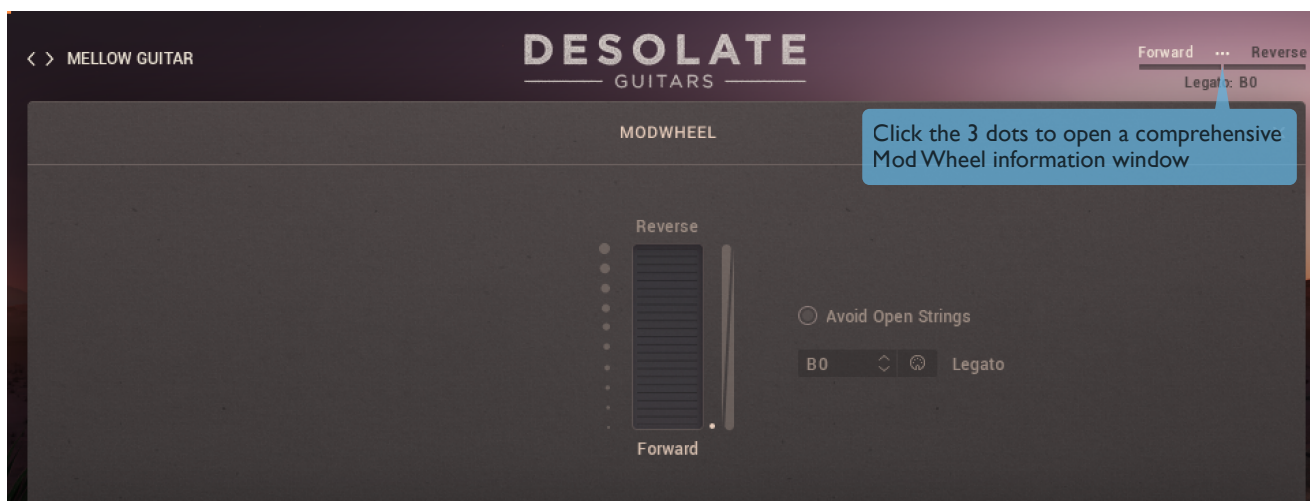 < > MELLOW GUITAR
DESOLATE
GUITARS
Forward ... Reverse
Legato: B0
MODWHEEL
Click the 3 dots to open a comprehensive
Mod Wheel information window
Reverse
Avoid Open Strings
B0 Legato
Forward